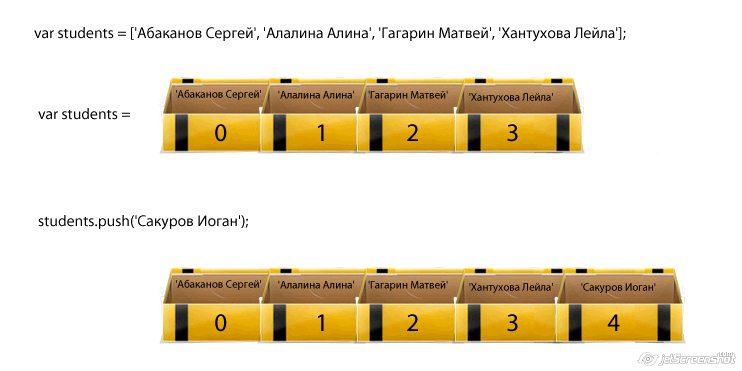 var students = ['Абаканов Сергей', 'Алалина Алина', 'Гагарин Матвей', 'Хантухова Лейла'];
'Абаканов Сергей' 'Алалина Алина' 'Гагарин Матвей' 'Хантухова Лейла'
var students =
0 1 2 3
students.push('Сакуров Иоган');
'Абаканов Сергей' 'Алалина Алина' 'Гагарин Матвей' 'Хантухова Лейла' 'Сакуров Иоган'
0 1 2 3 4
.com
jetScreenshot